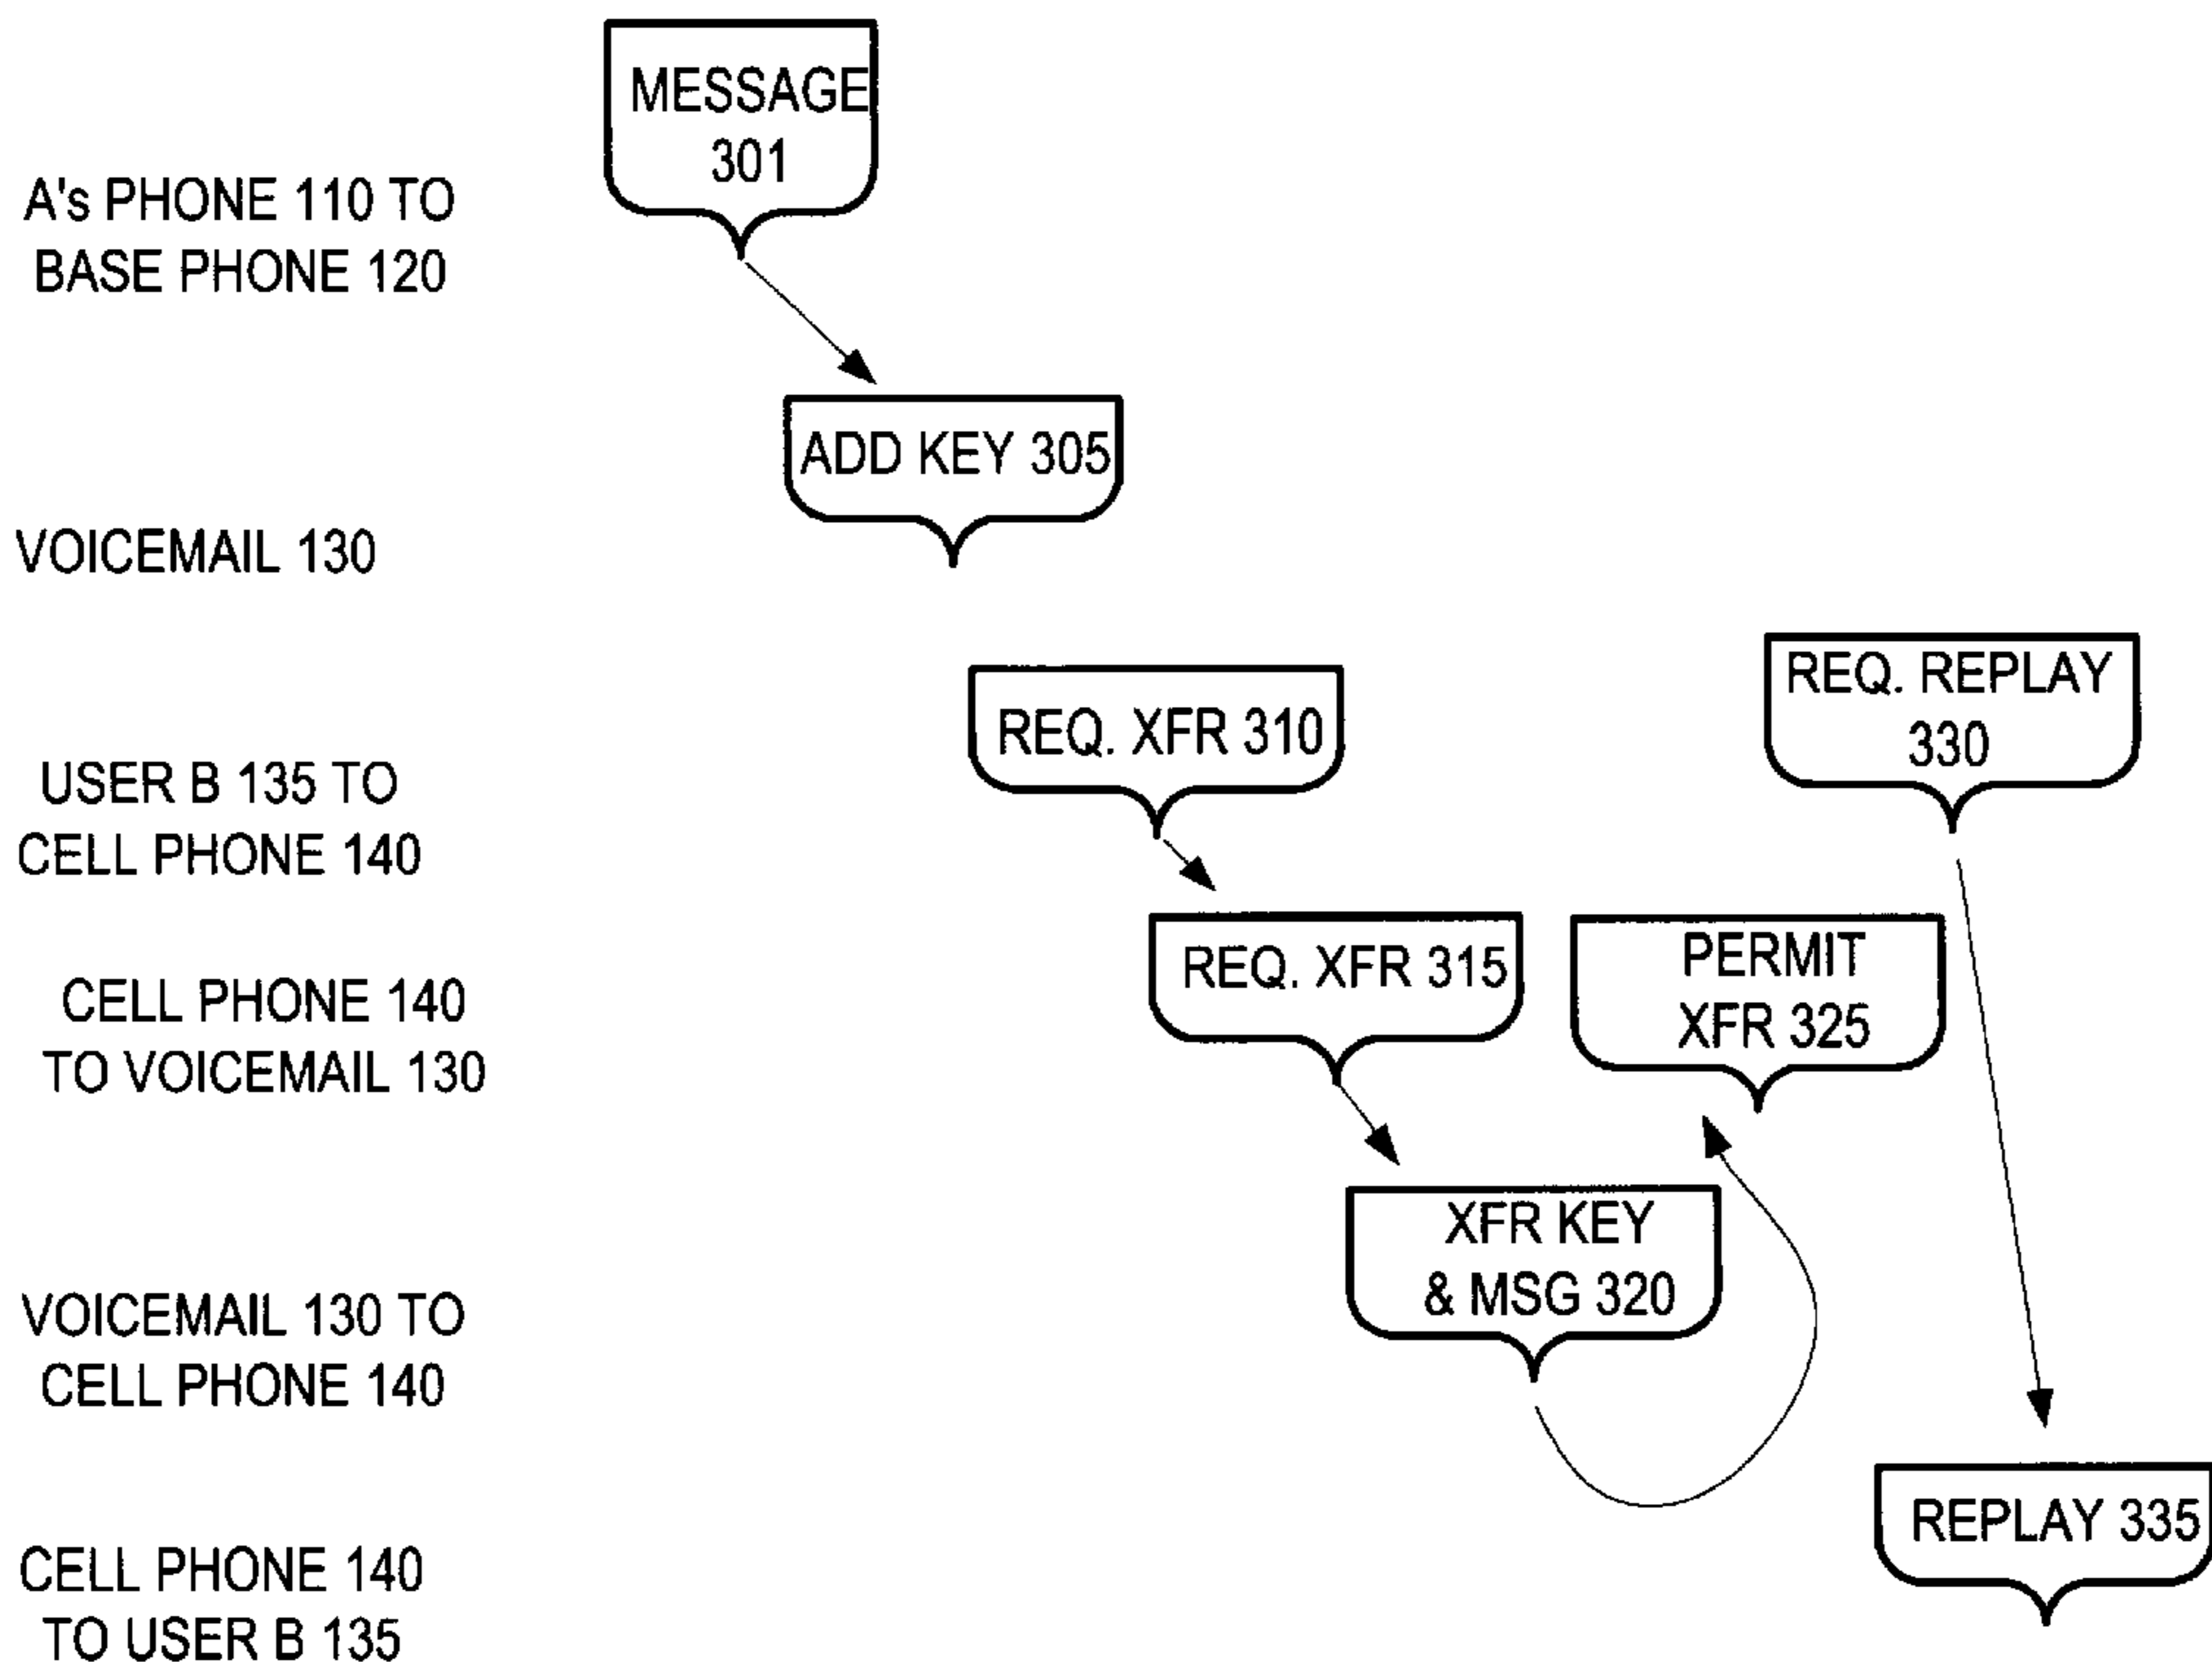 MESSAGE
301
A's PHONE 110 TO
BASE PHONE 120
ADD KEY 305
VOICEMAIL 130
REQ. XFR 310
REQ. REPLAY
330
USER B 135 TO
CELL PHONE 140
REQ. XFR 315
PERMIT
XFR 325
CELL PHONE 140
TO VOICEMAIL 130
XFR KEY
& MSG 320
VOICEMAIL 130 TO
CELL PHONE 140
REPLAY 335
CELL PHONE 140
TO USER B 135